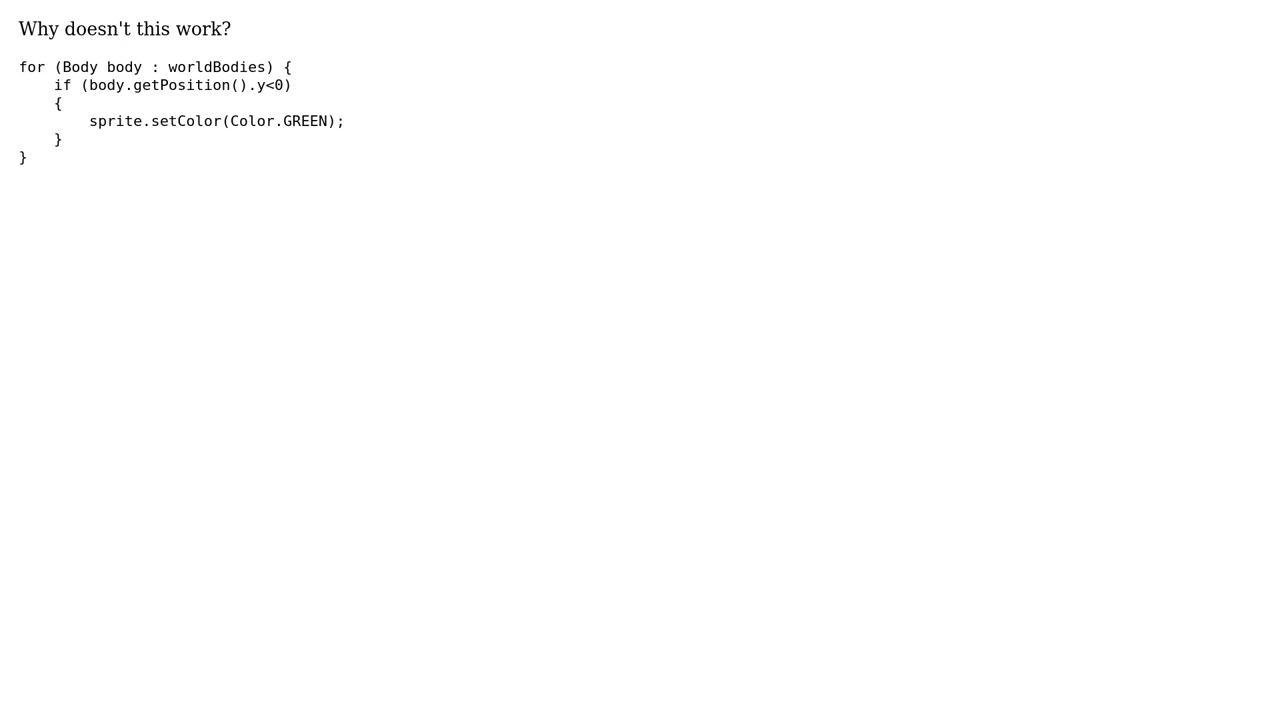 Why doesn't this work?
for (Body body : worldBodies) {
    if (body.getPosition().y<0)
    {
        sprite.setColor(Color.GREEN);
    }
}